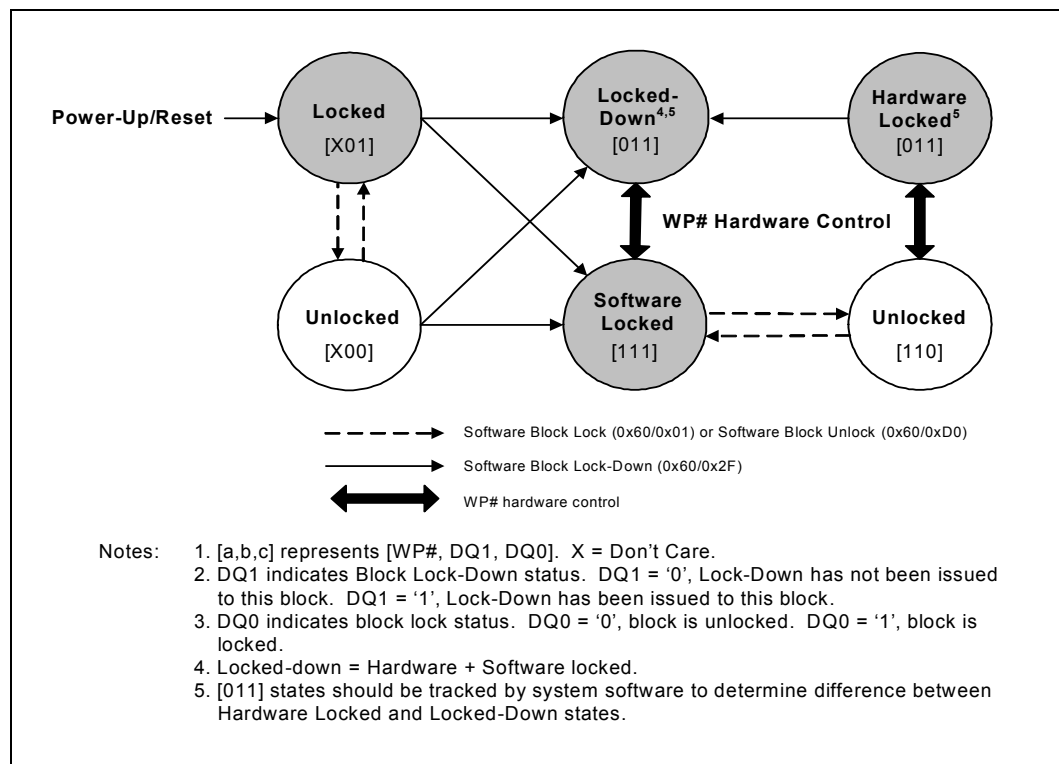 Power-Up/Reset
Locked
[X01]
Locked-
Down4,5
[011]
Hardware
Locked5
[011]
WP# Hardware Control
Unlocked
[X00]
Software
Locked
[111]
Unlocked
[110]
Software Block Lock (0x60/0x01) or Software Block Unlock (0x60/0xD0)
Software Block Lock-Down (0x60/0x2F)
WP# hardware control
Notes: 1. [a,b,c] represents [WP#, DQ1, DQ0]. X = Don't Care.
2. DQ1 indicates Block Lock-Down status. DQ1 = ‘0’, Lock-Down has not been issued
to this block. DQ1 = ‘1’, Lock-Down has been issued to this block.
3. DQ0 indicates block lock status. DQ0 = ‘0’, block is unlocked. DQ0 = ‘1’, block is
locked.
4. Locked-down = Hardware + Software locked.
5. [011] states should be tracked by system software to determine difference between
Hardware Locked and Locked-Down states.